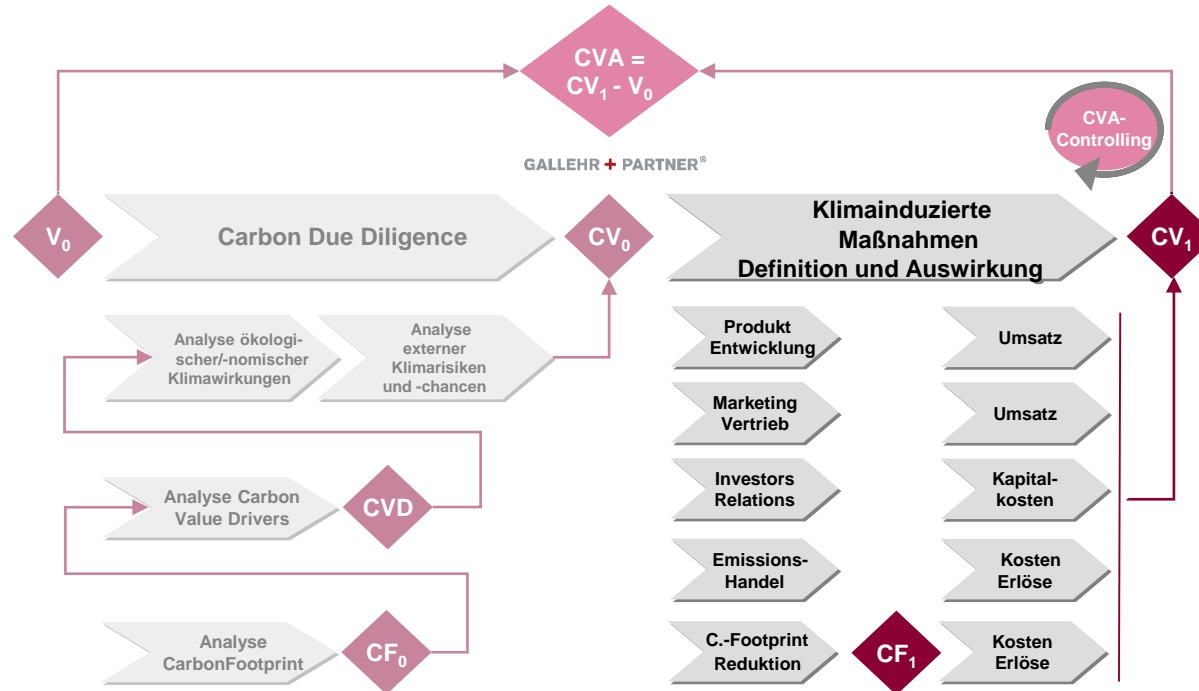 CVA =
CV₁ - V₀
CVA-
Controlling
GALLEHR + PARTNER®
V₀
Carbon Due Diligence
CV₀
Klimainduzierte
Maßnahmen
Definition und Auswirkung
CV₁
Analyse ökologi-
scher/-nomischer
Klimawirkungen
Analyse
externer
Klimarisiken
und -chancen
Produkt
Entwicklung
Umsatz
Marketing
Vertrieb
Umsatz
Analyse Carbon
Value Drivers
CVD
Investors
Relations
Kapital-
kosten
Emissions-
Handel
Kosten
Erlöse
Analyse
CarbonFootprint
CF₀
C.-Footprint
Reduktion
CF₁
Kosten
Erlöse